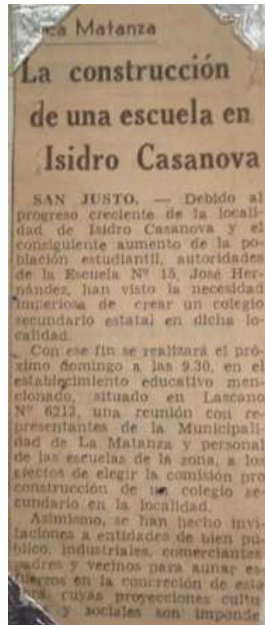 ca Matanza
La construcción
de una escuela en
Isidro Casanova
SAN JUSTO. — Debido al
progreso creciente de la locali-
dad de Isidro Casanova y el
consiguiente aumento de la po-
blación estudiantil, autoridades
de la Escuela Nº 15, José Her-
nández, han visto la necesidad
imperiosa de crear un colegio
secundario estatal en dicha lo-
calidad.
Con ese fin se realizará el pró-
ximo domingo a las 9.30, en el
establecimiento educativo men-
cionado, situado en Lascano
Nº 6213, una reunión con re-
presentantes de la Municipali-
dad de La Matanza y personal
de las escuelas de la zona, a los
efectos de elegir la comisión pro
construcción de un colegio se-
cundario en la localidad.
Asimismo, se han hecho invi-
taciones a entidades de bien pú-
blico, industriales, comerciantes
padres y vecinos para aunar es-
fuerzos en la concreción de esta
cuyas proyecciones cultu
y sociales son imponde